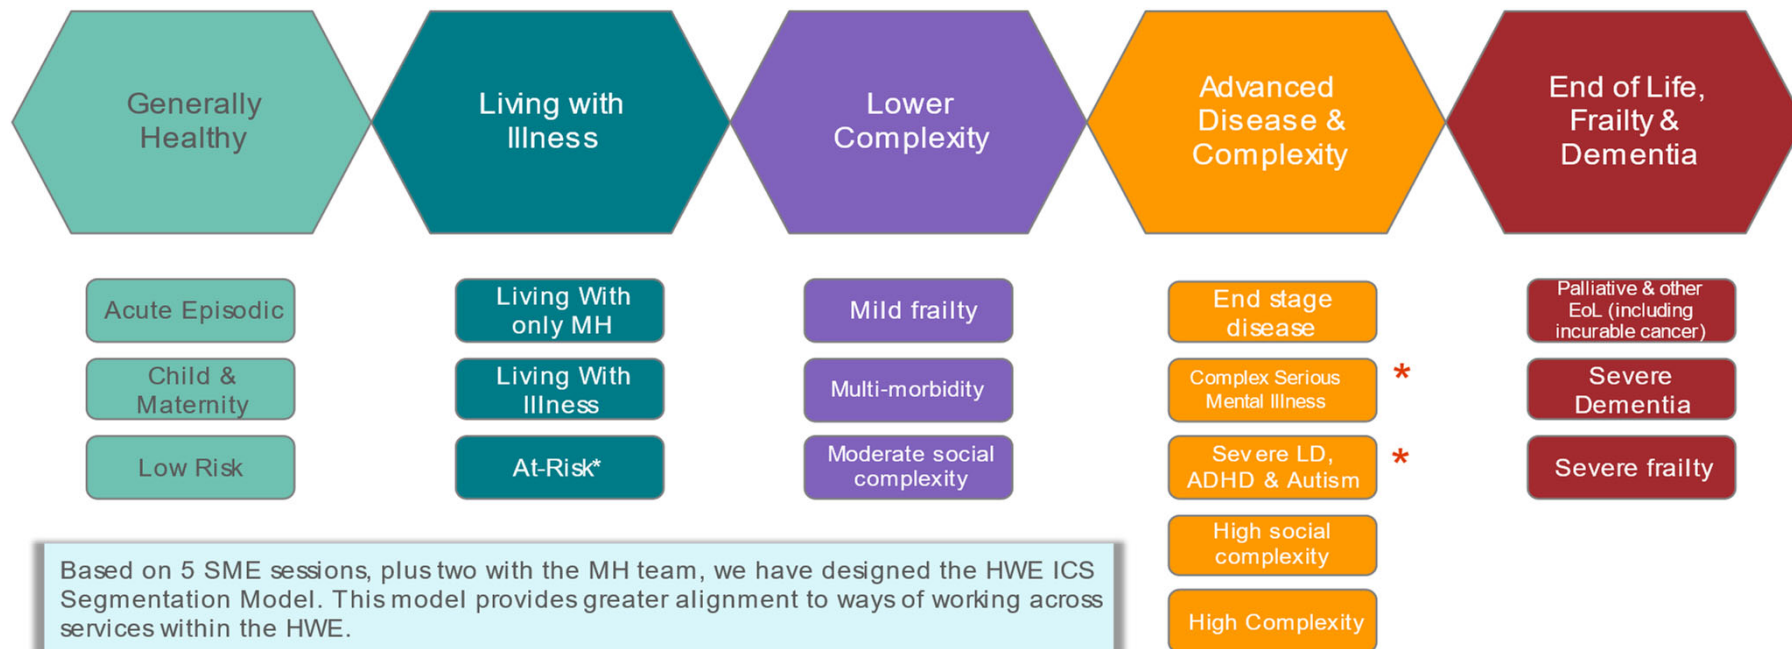 Generally
Healthy
Living with
Illness
Lower
Complexity
Advanced
Disease &
Complexity
End of Life,
Frailty &
Dementia
Acute Episodic
Child &
Maternity
Low Risk
Living With
only MH
Living With
Illness
At-Risk*
Mild frailty
Multi-morbidity
Moderate social
complexity
End stage
disease
Complex Serious
Mental Illness
*
Severe LD,
ADHD & Autism
*
High social
complexity
High Complexity
Palliative & other
EoL (including
incurable cancer)
Severe
Dementia
Severe frailty
Based on 5 SME sessions, plus two with the MH team, we have designed the HWE ICS
Segmentation Model. This model provides greater alignment to ways of working across
services within the HWE.